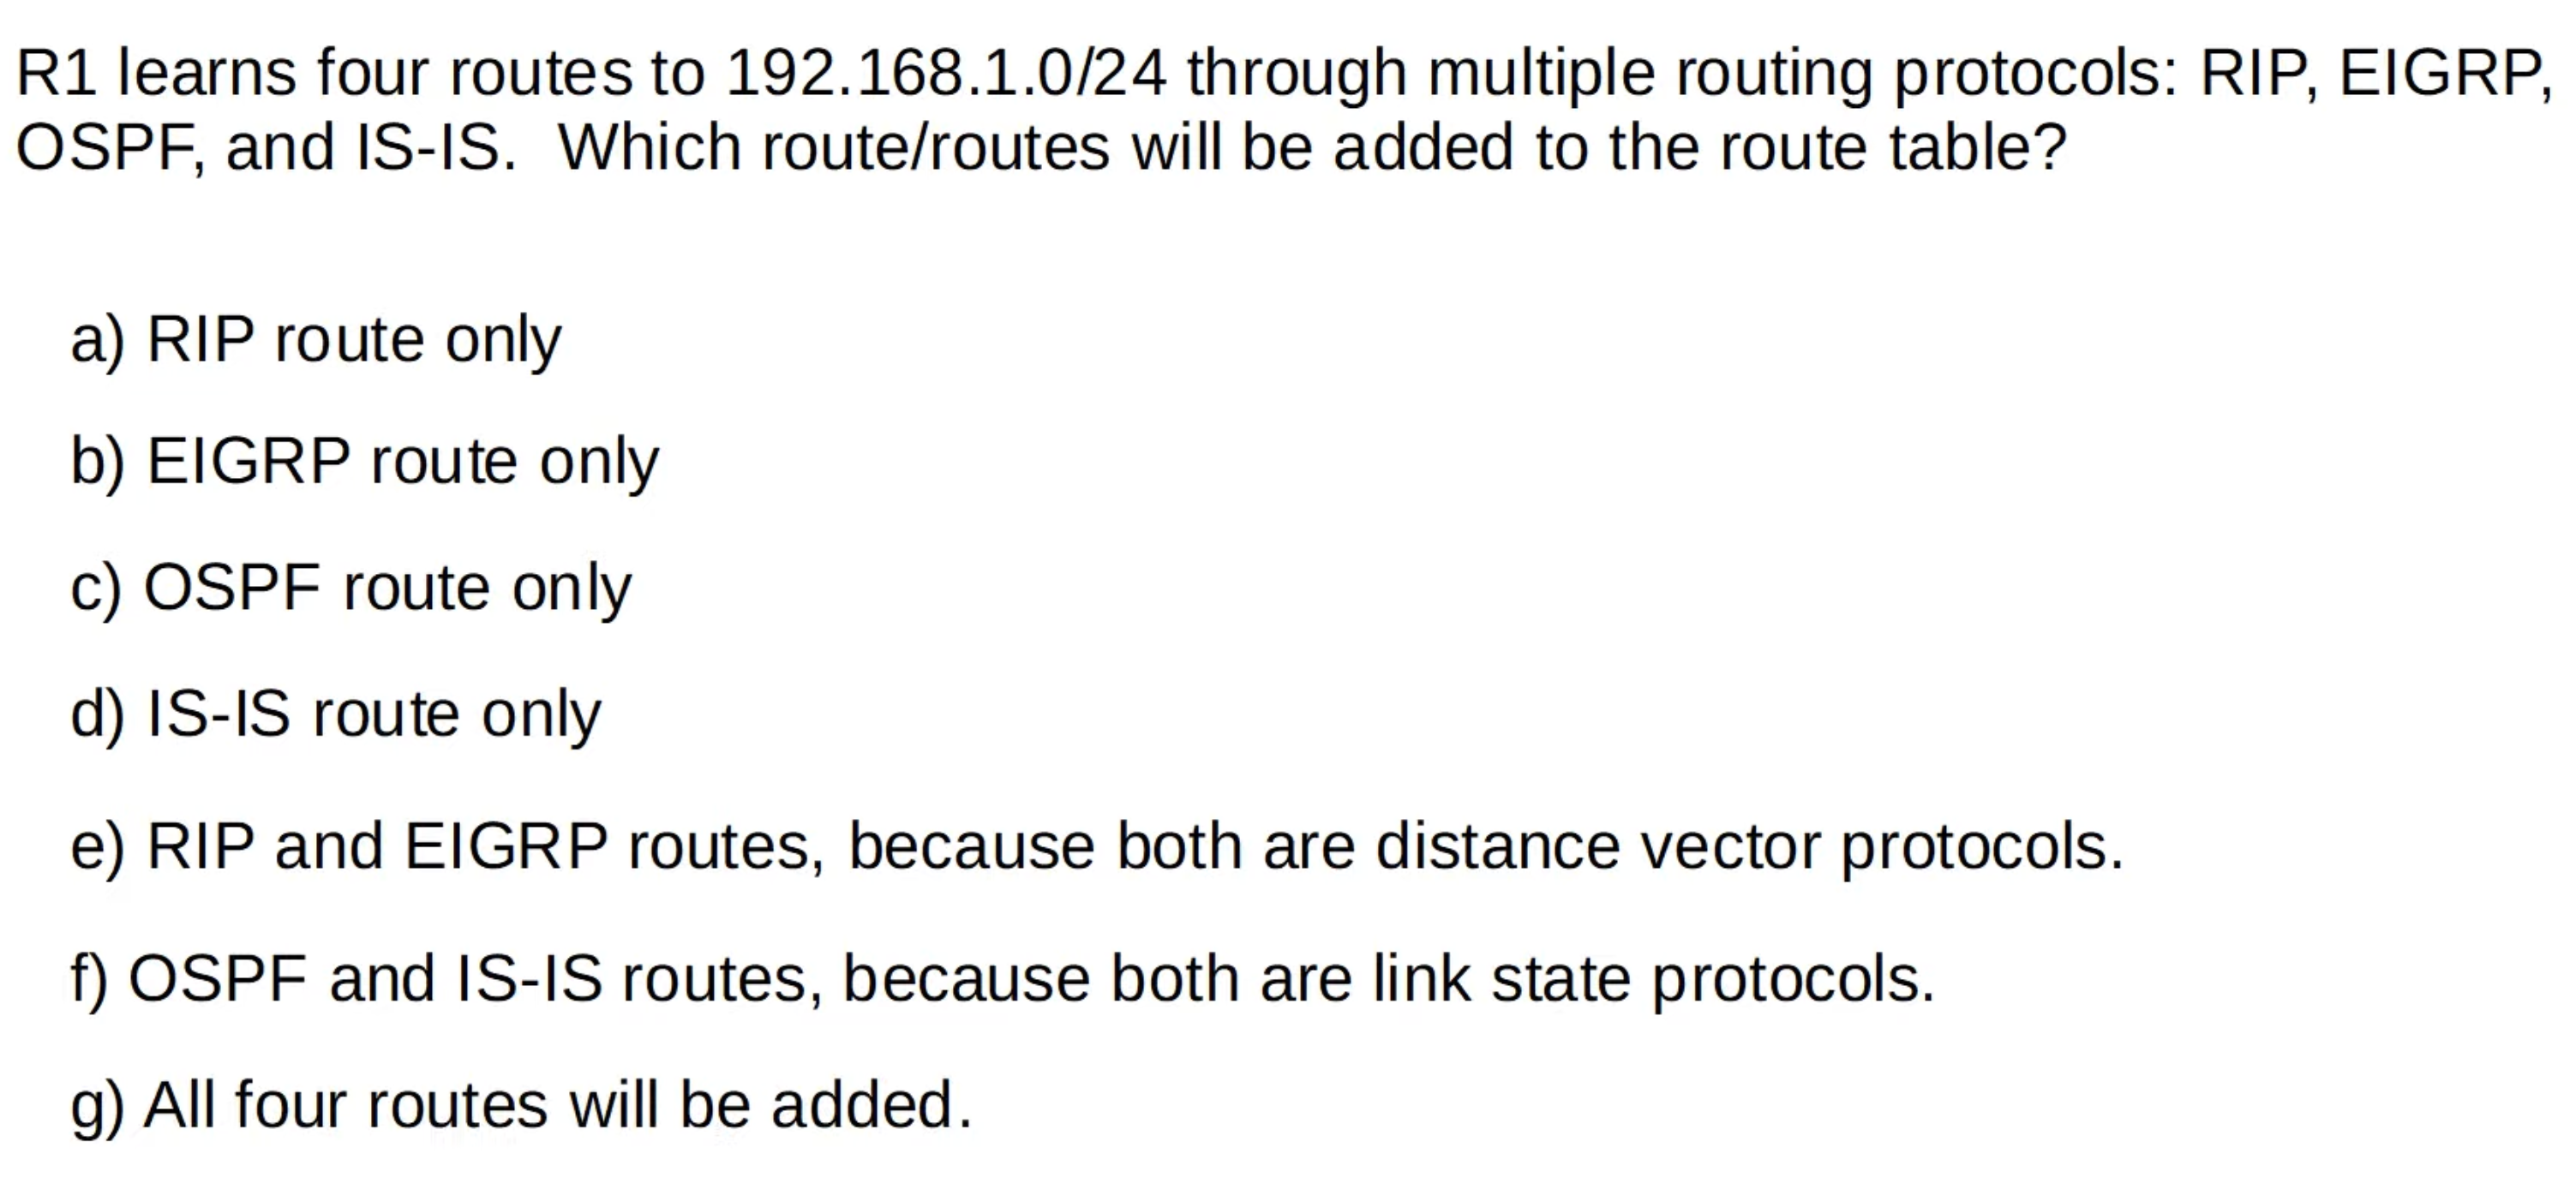 R1 learns four routes to 192.168.1.0/24 through multiple routing protocols: RIP, EIGRP,
OSPF, and IS-IS.  Which route/routes will be added to the route table?
a) RIP route only
b) EIGRP route only
c) OSPF route only
d) IS-IS route only
e) RIP and EIGRP routes, because both are distance vector protocols.
f) OSPF and IS-IS routes, because both are link state protocols.
g) All four routes will be added.